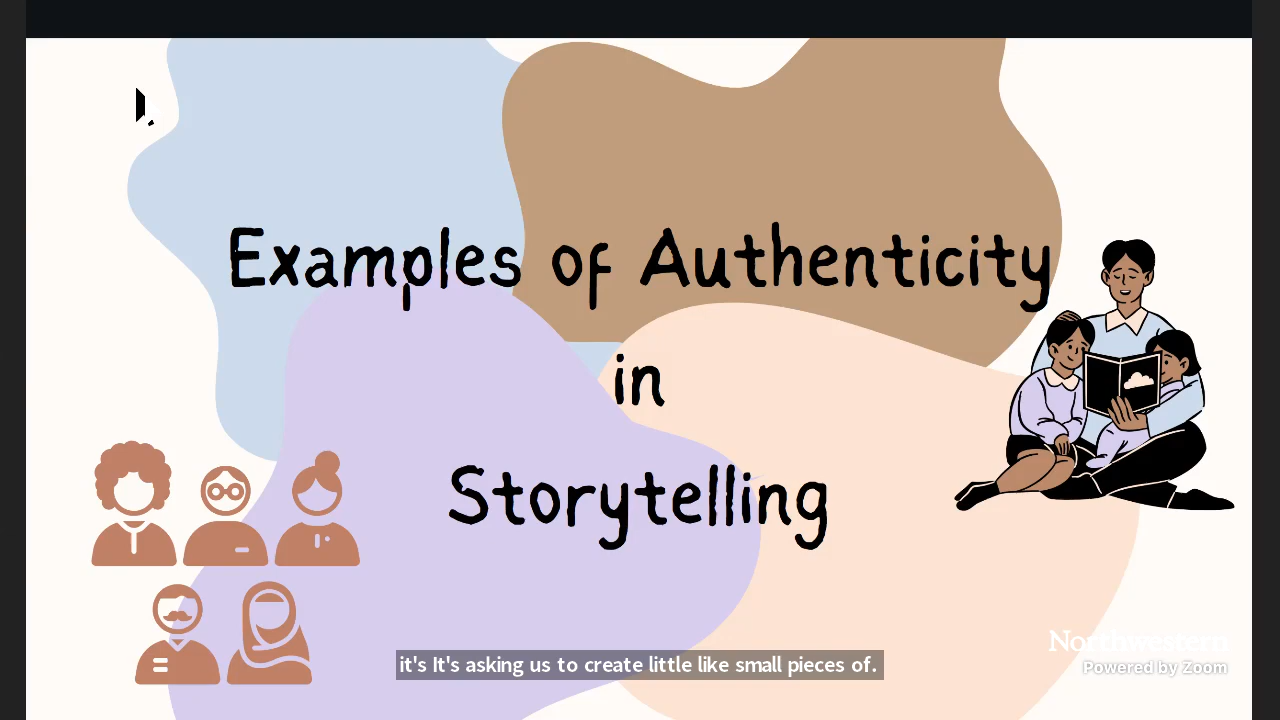 Examples of Authenticity
in
Storytelling
Northwestern
Powered by Zoom
it's It's asking us to create little like small pieces of.